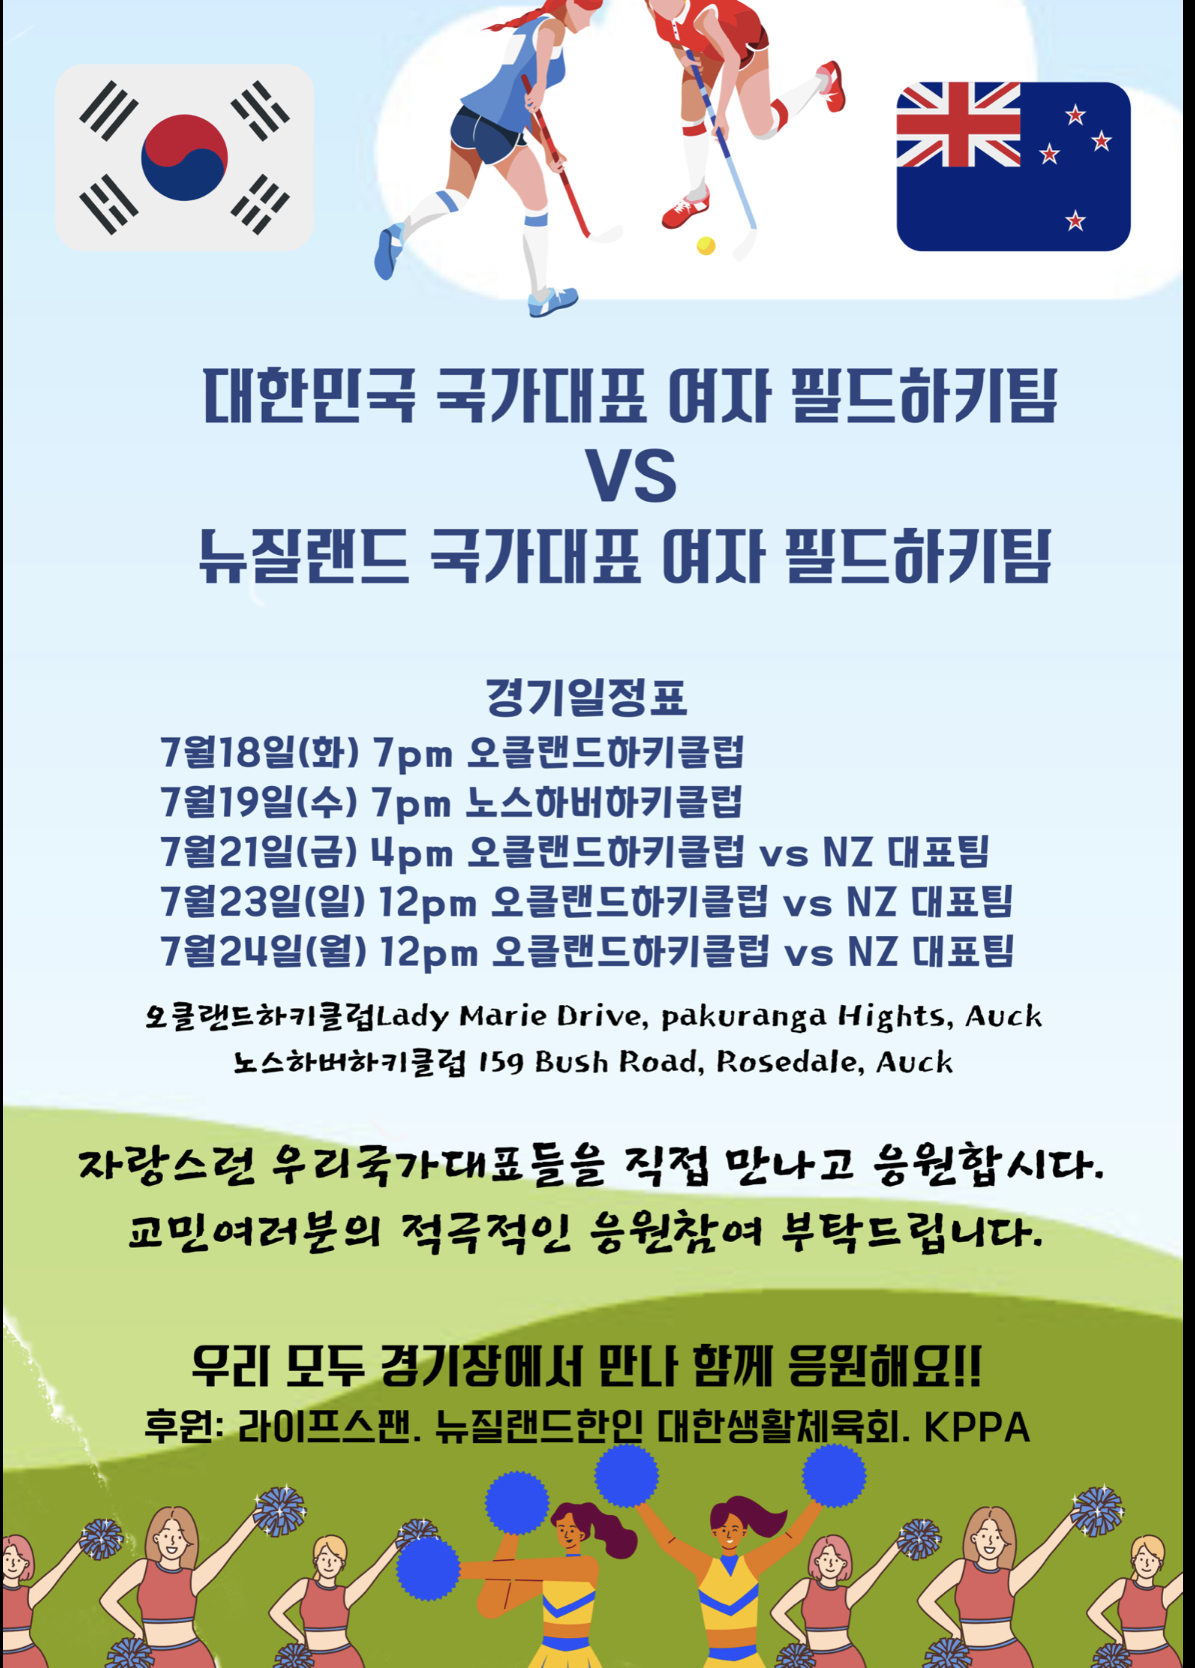 대한민국 국가대표 여자 필드하키팀
VS
뉴질랜드 국가대표 여자 필드하키팀
경기일정표
7월18일(화) 7pm 오클랜드하키클럽
7월19일(수) 7pm 노스하버하키클럽
7월21일(금) 4pm 오클랜드하키클럽 vs NZ 대표팀
7월23일(일) 12pm 오클랜드하키클럽 vs NZ 대표팀
7월24일(월) 12pm 오클랜드하키클럽 vs NZ 대표팀
오클랜드하키클럽Lady Marie Drive, pakuranga Hights, Auck
노스하버하키클럽 159 Bush Road, Rosedale, Auck
자랑스런 우리국가대표들을 직접 만나고 응원합시다.
교민여러분의 적극적인 응원참여 부탁드립니다.
우리 모두 경기장에서 만나 함께 응원해요!!
후원: 라이프스팬. 뉴질랜드한인 대한생활체육회. KPPA